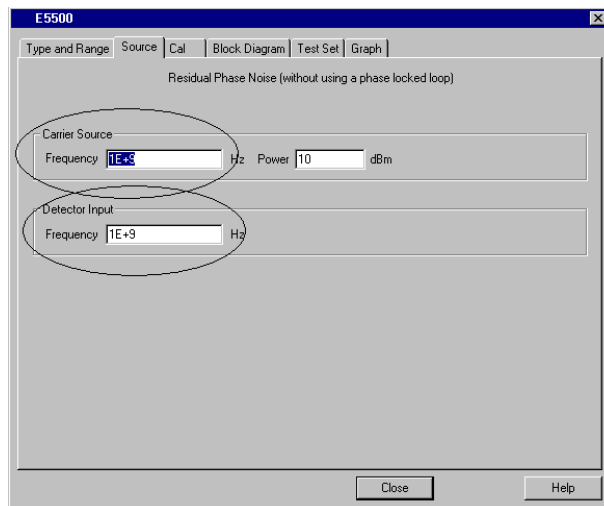 E5500
Type and Range Source Cal Block Diagram Test Set Graph
Residual Phase Noise (without using a phase locked loop)
Carrier Source
Frequency 1E+9 Hz Power 10 dBm
Detector Input
Frequency 1E+9 Hz
Close Help